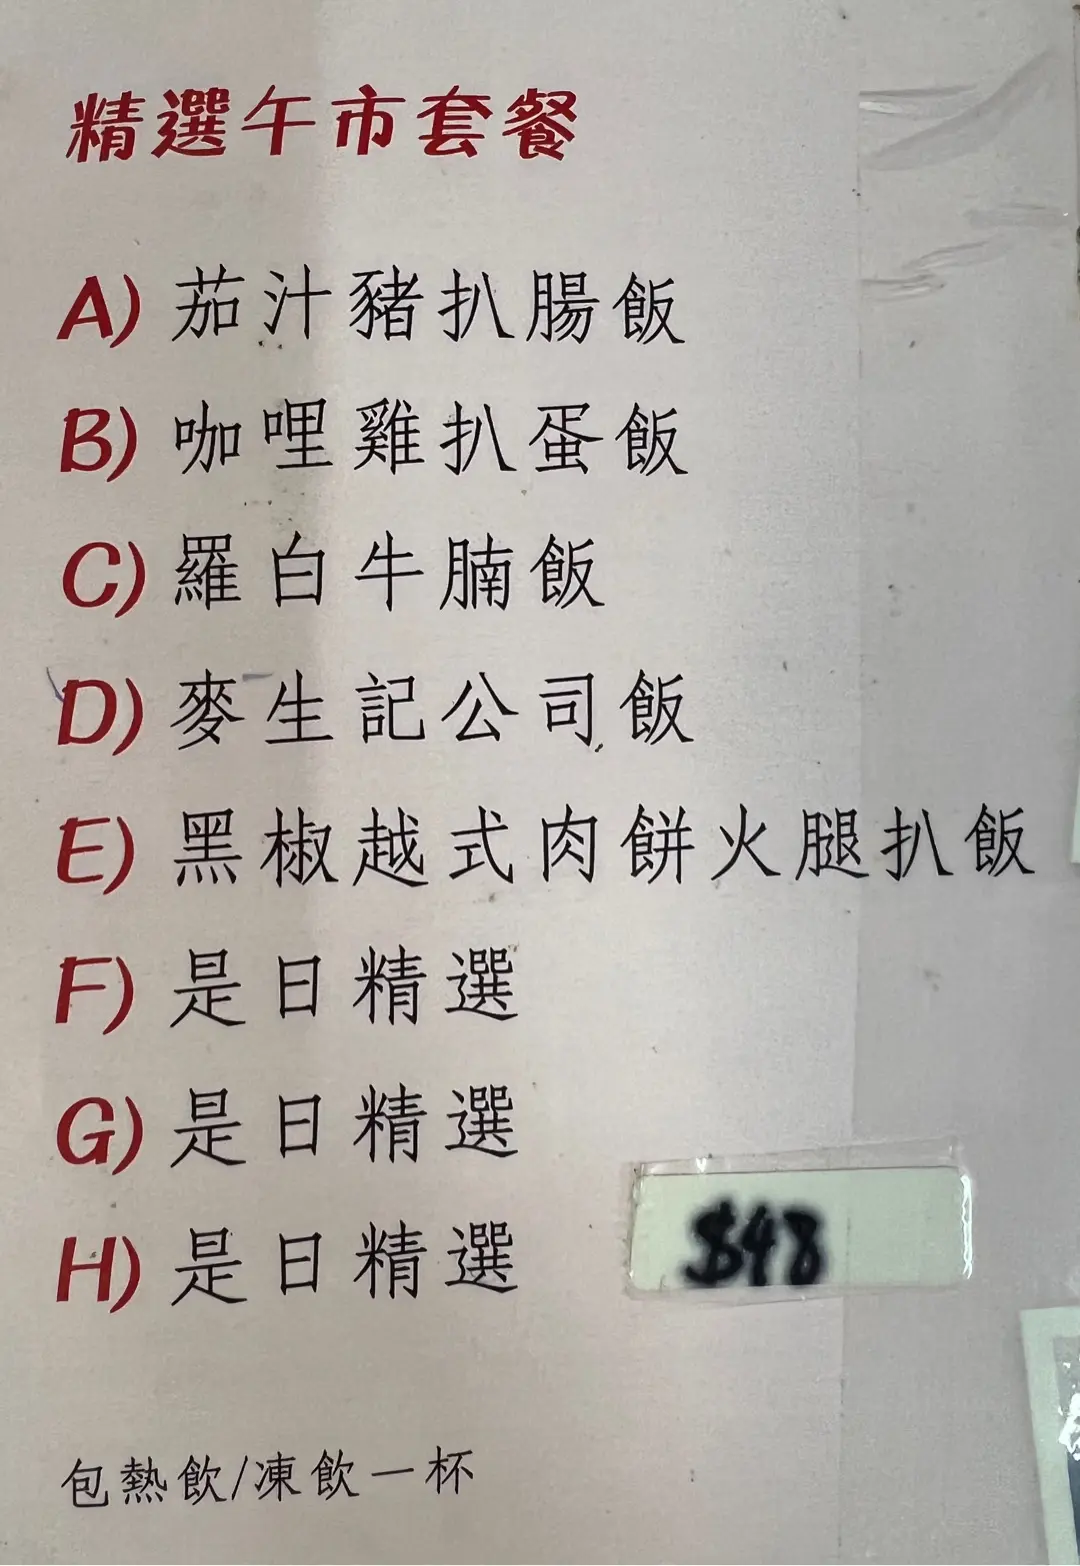 精選午市套餐
A) 茄汁豬扒腸飯
B) 咖哩雞扒蛋飯
C) 羅白牛腩飯
D) 麥生記公司飯
E) 黑椒越式肉餅火腿扒飯
F) 是日精選
G) 是日精選
H) 是日精選
$48
包熱飲/凍飲一杯